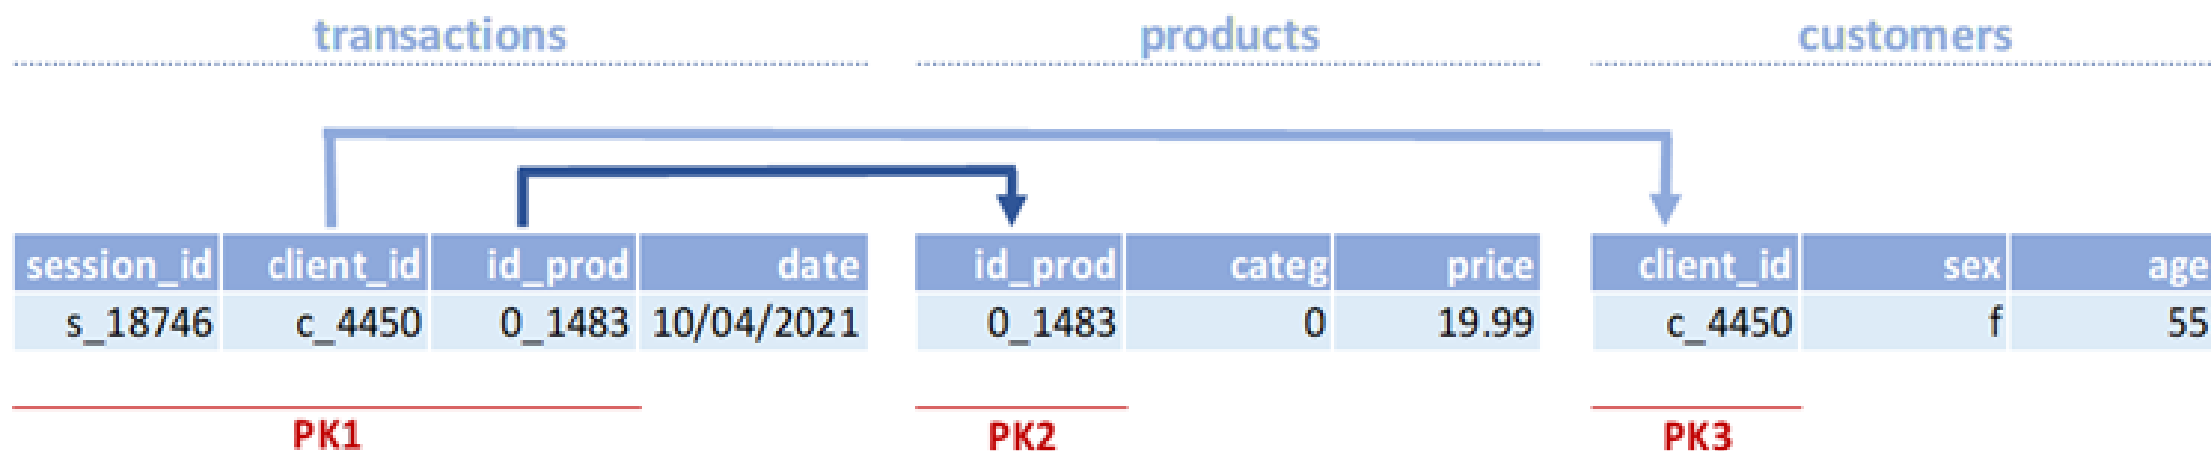 transactions products customers
session_id client_id id_prod date id_prod categ price client_id sex age
s_18746 c_4450 0_1483 10/04/2021 0_1483 0 19.99 c_4450 f 55
PK1 PK2 PK3